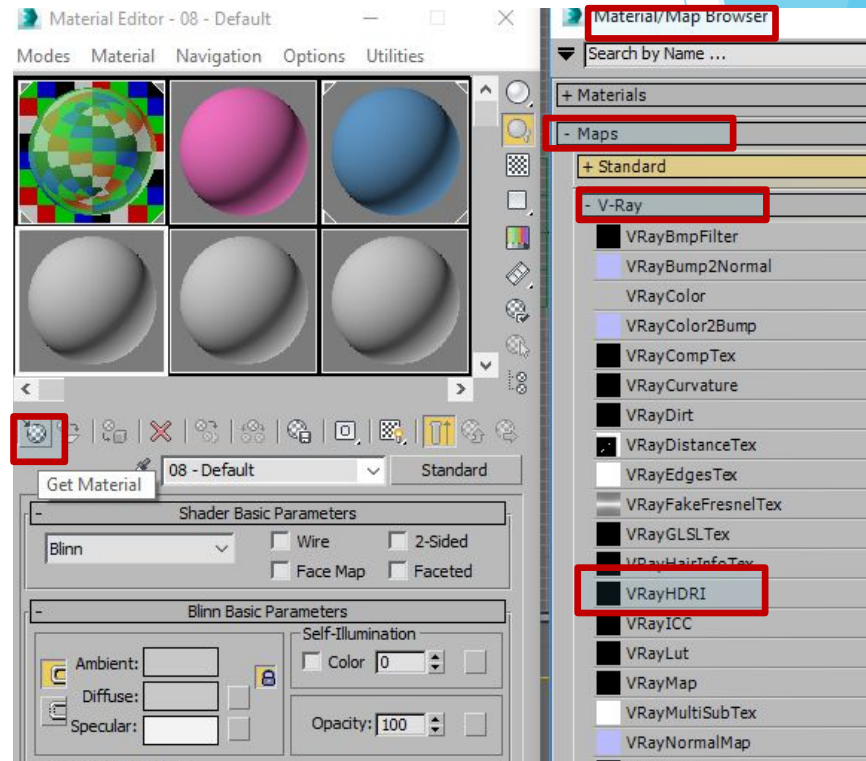 Material Editor - 08 - Default
Modes Material Navigation Options Utilities
Get Material
08 - Default
Standard
- Shader Basic Parameters
Blinn
Wire
2-Sided
Face Map
Faceted
- Blinn Basic Parameters
Self-Illumination
Color 0
Ambient:
Diffuse:
Specular:
Opacity: 100
Material/Map Browser
Search by Name ...
+ Materials
- Maps
+ Standard
- V-Ray
VRayBmpFilter
VRayBump2Normal
VRayColor
VRayColor2Bump
VRayCompTex
VRayCurvature
VRayDirt
VRayDistanceTex
VRayEdgesTex
VRayFakeFresnelTex
VRayGLSLTex
VRayHairInfoTex
VRayHDRI
VRayICC
VRayLut
VRayMap
VRayMultiSubTex
VRayNormalMap